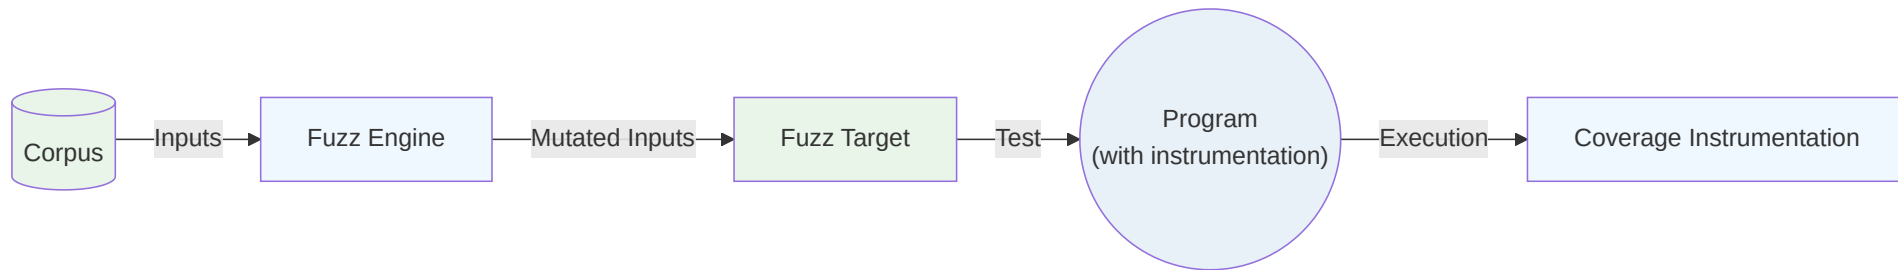 Corpus
Inputs
Fuzz Engine
Mutated Inputs
Fuzz Target
Test
Program
(with instrumentation)
Execution
Coverage Instrumentation